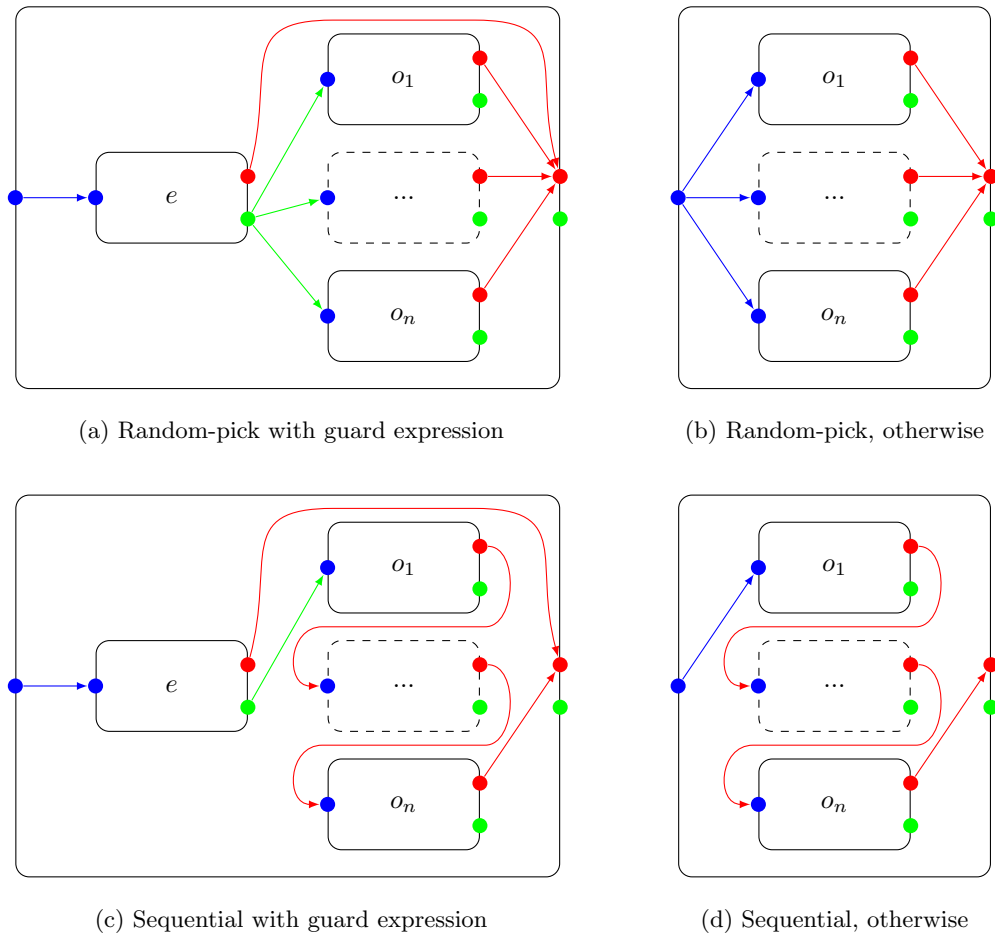 o₁
e
...
oₙ
(a) Random-pick with guard expression
o₁
...
oₙ
(b) Random-pick, otherwise
o₁
e
...
oₙ
(c) Sequential with guard expression
o₁
...
oₙ
(d) Sequential, otherwise